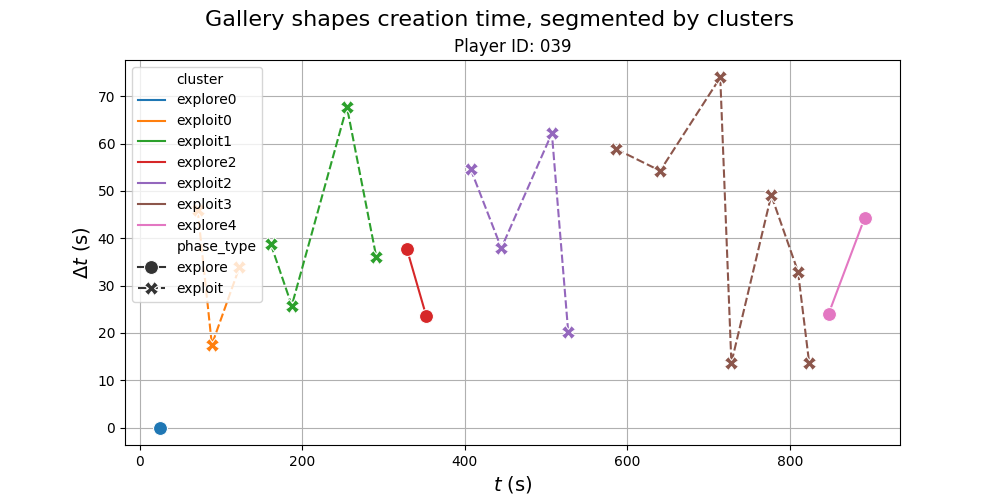 Gallery shapes creation time, segmented by clusters
Player ID: 039
cluster
explore0
exploit0
exploit1
explore2
exploit2
exploit3
explore4
phase_type
explore
exploit
70
60
50
40
30
20
10
0
Δt (s)
0 200 400 600 800
t (s)